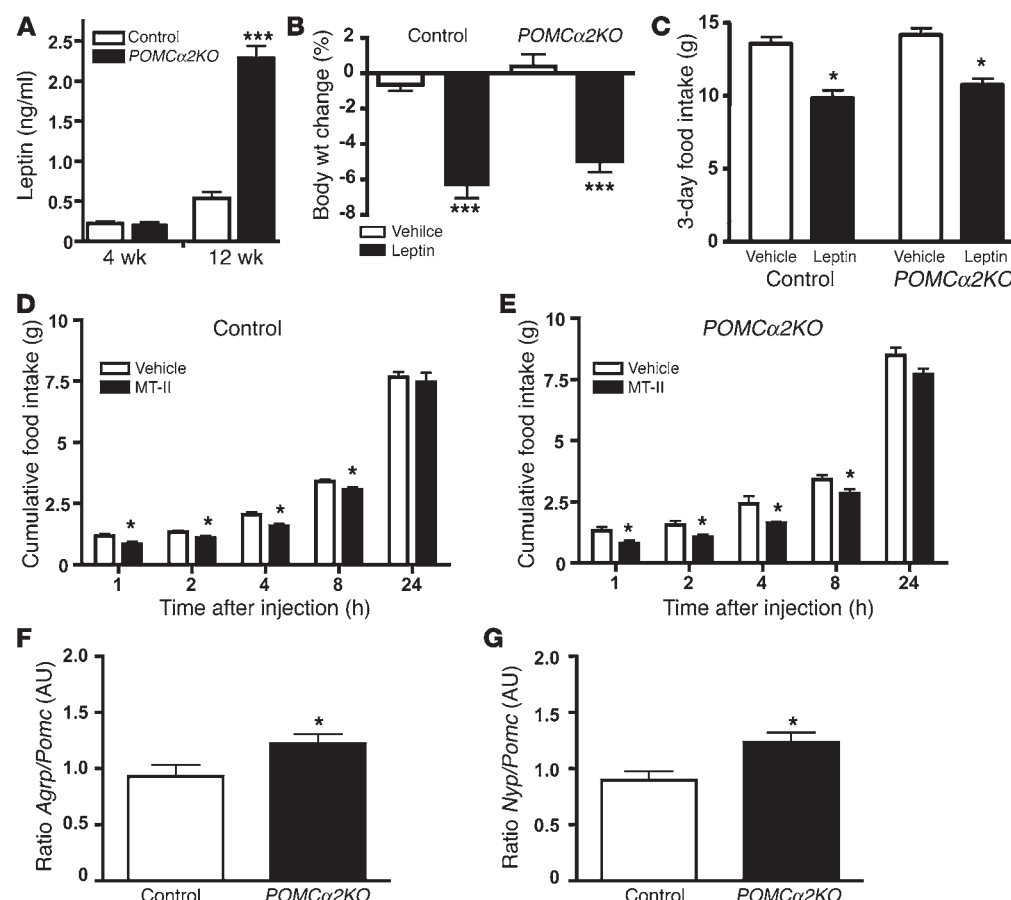 A
Leptin (ng/ml)
2.5
2.0
1.5
1.0
0.5
0
Control
POMCα2KO
***
4 wk
12 wk
B
Body wt change (%)
2
0
-2
-4
-6
-8
Control
POMCα2KO
***
***
Vehilce
Leptin
C
3-day food intake (g)
15
10
5
0
*
*
Vehicle Leptin Vehicle Leptin
Control POMCα2KO
D
Cumulative food intake (g)
10
7.5
5
2.5
0
Control
Vehicle
MT-II
* * * *
1 2 4 8 24
Time after injection (h)
E
Cumulative food intake (g)
10
7.5
5
2.5
0
POMCα2KO
Vehicle
MT-II
* * * *
1 2 4 8 24
Time after injection (h)
F
Ratio Agrp/Pomc (AU)
2.0
1.5
1.0
0.5
0
*
Control POMCα2KO
G
Ratio Nyp/Pomc (AU)
2.0
1.5
1.0
0.5
0
*
Control POMCα2KO